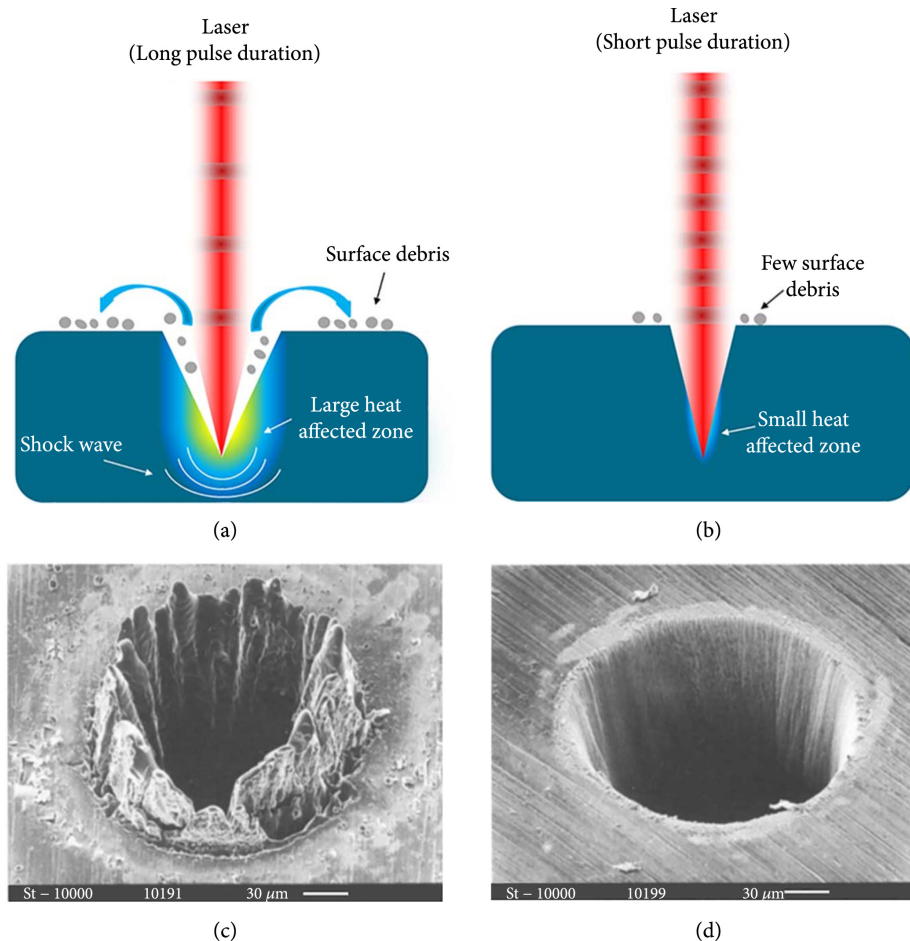 Laser
(Long pulse duration)
Laser
(Short pulse duration)
Surface debris
Few surface
debris
Large heat
affected zone
Shock wave
Small heat
affected zone
(a)
(b)
St – 10000 10191 30 μm
St – 10000 10199 30 μm
(c)
(d)